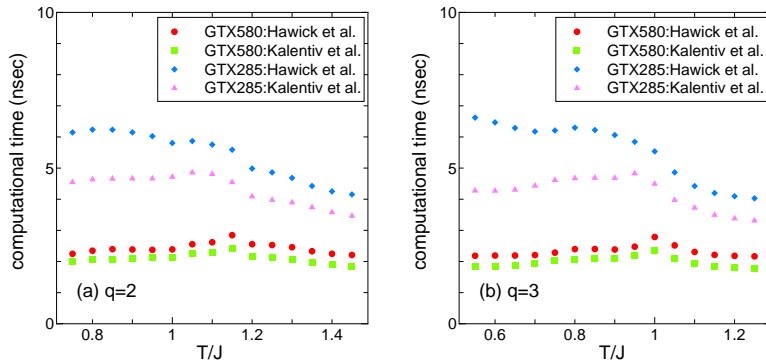 10
GTX580:Hawick et al.
GTX580:Kalentiv et al.
GTX285:Hawick et al.
GTX285:Kalentiv et al.
5
0
computational time (nsec)
(a) q=2
0.8 1 1.2 1.4
T/J
10
GTX580:Hawick et al.
GTX580:Kalentiv et al.
GTX285:Hawick et al.
GTX285:Kalentiv et al.
5
0
computational time (nsec)
(b) q=3
0.6 0.8 1 1.2
T/J